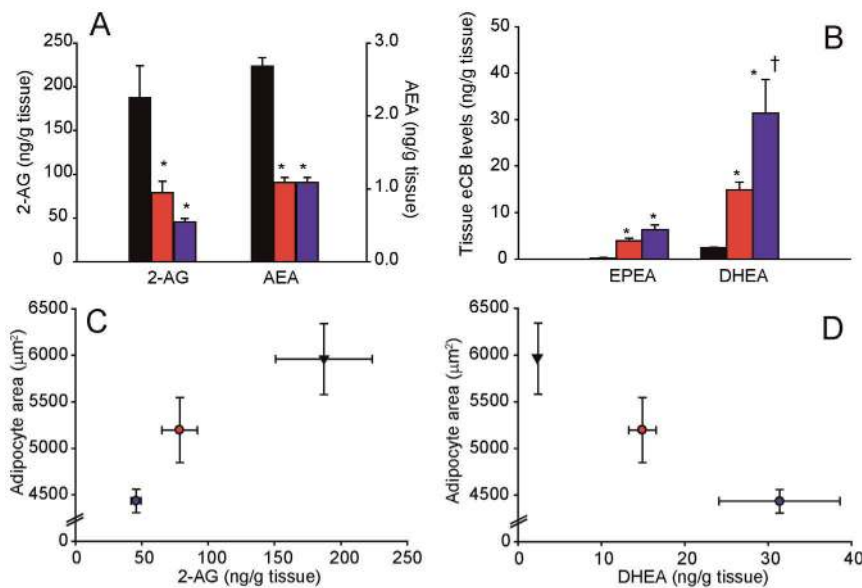 A
2-AG (ng/g tissue)
250
200
150
100
50
0
3.0
2.0
1.0
0.0
AEA (ng/g tissue)
* * * *
2-AG AEA
B
Tissue eCB levels (ng/g tissue)
50
40
30
20
10
0
* * * * †
EPEA DHEA
C
Adipocyte area (μm²)
6500
6000
5500
5000
4500
0
0 50 100 150 200 250
2-AG (ng/g tissue)
D
Adipocyte area (μm²)
6500
6000
5500
5000
4500
0
10 20 30 40
DHEA (ng/g tissue)